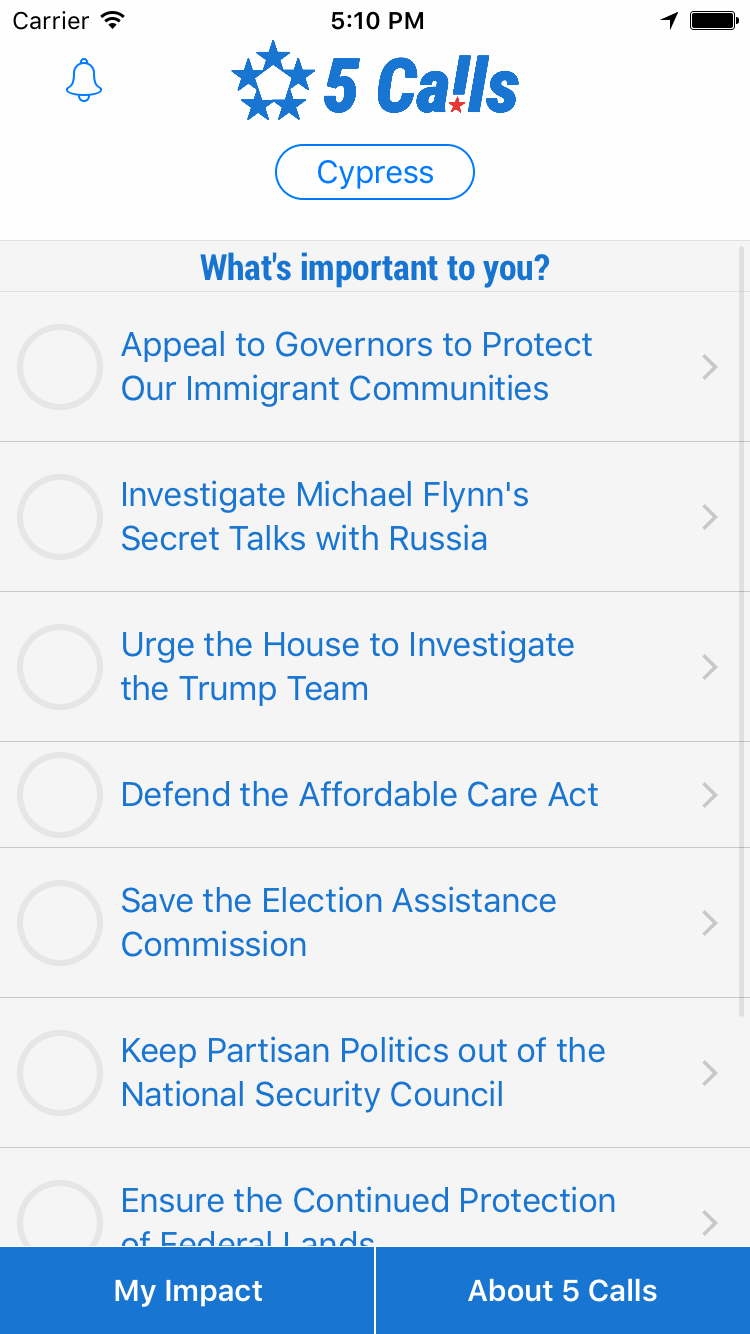 Carrier 5:10 PM
5 Calls
Cypress
What's important to you?
Appeal to Governors to Protect
Our Immigrant Communities
Investigate Michael Flynn's
Secret Talks with Russia
Urge the House to Investigate
the Trump Team
Defend the Affordable Care Act
Save the Election Assistance
Commission
Keep Partisan Politics out of the
National Security Council
Ensure the Continued Protection
of Federal Lands
My Impact
About 5 Calls